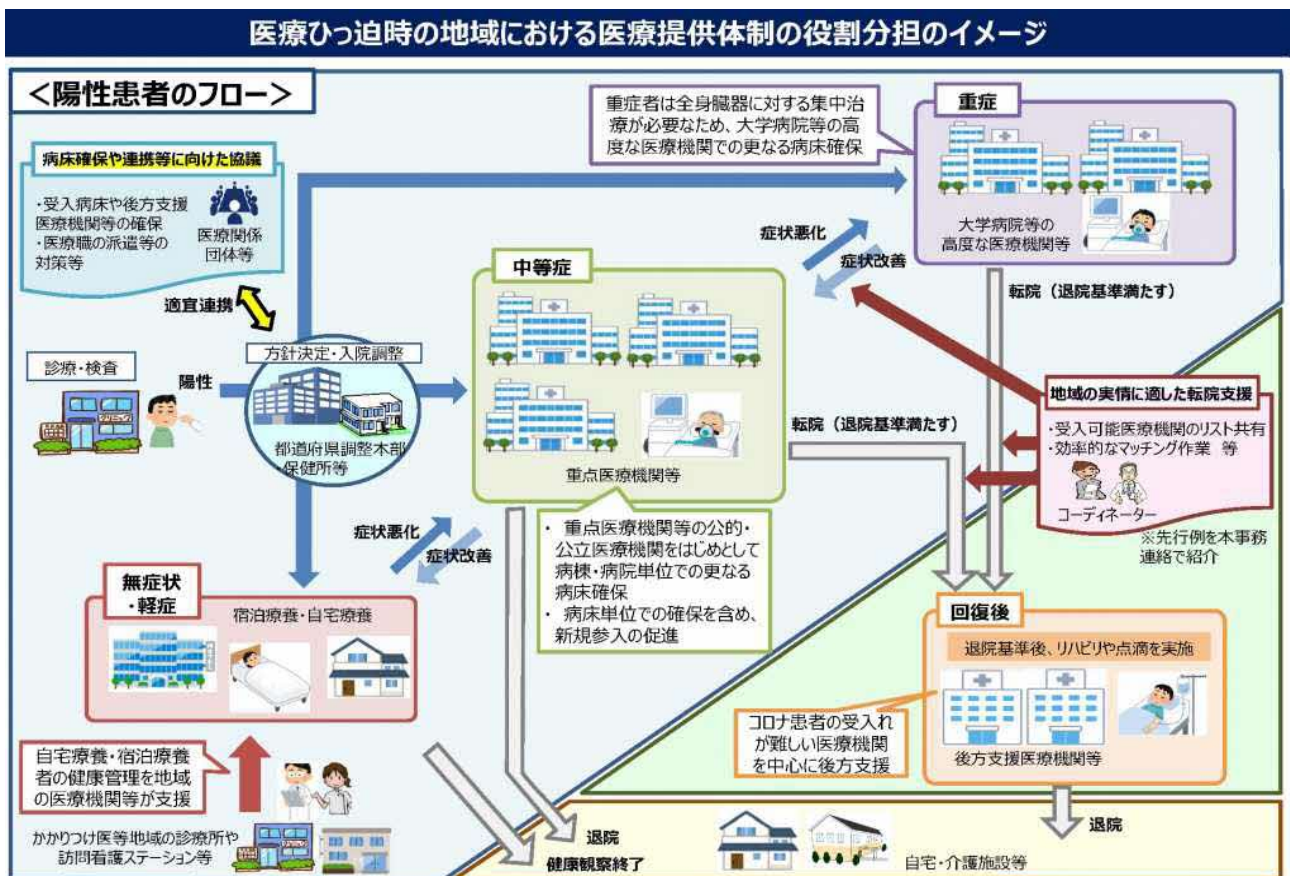 医療ひっ迫時の地域における医療提供体制の役割分担のイメージ
＜陽性患者のフロー＞
病床確保や連携等に向けた協議
・受入病床や後方支援
医療機関等の確保
・医療職の派遣等の
対策等
医療関係
団体等
適宜連携
診療・検査
陽性
方針決定・入院調整
都道府県調整本部
・保健所等
重症者は全身臓器に対する集中治
療が必要なため、大学病院等の高
度な医療機関での更なる病床確保
重症
大学病院等の
高度な医療機関等
症状悪化
症状改善
中等症
重点医療機関等
・ 重点医療機関等の公的・
公立医療機関をはじめとして
病棟・病院単位での更なる
病床確保
・ 病床単位での確保を含め、
新規参入の促進
転院（退院基準満たす）
転院（退院基準満たす）
地域の実情に適した転院支援
・受入可能医療機関のリスト共有
・効率的なマッチング作業 等
コーディネーター
※先行例を本事務
連絡で紹介
症状悪化
症状改善
無症状
・軽症
宿泊療養・自宅療養
自宅療養・宿泊療養
者の健康管理を地域
の医療機関等が支援
かかりつけ医等地域の診療所や
訪問看護ステーション等
回復後
退院基準後、リハビリや点滴を実施
後方支援医療機関等
コロナ患者の受入れ
が難しい医療機関
を中心に後方支援
退院
健康観察終了
退院
自宅・介護施設等